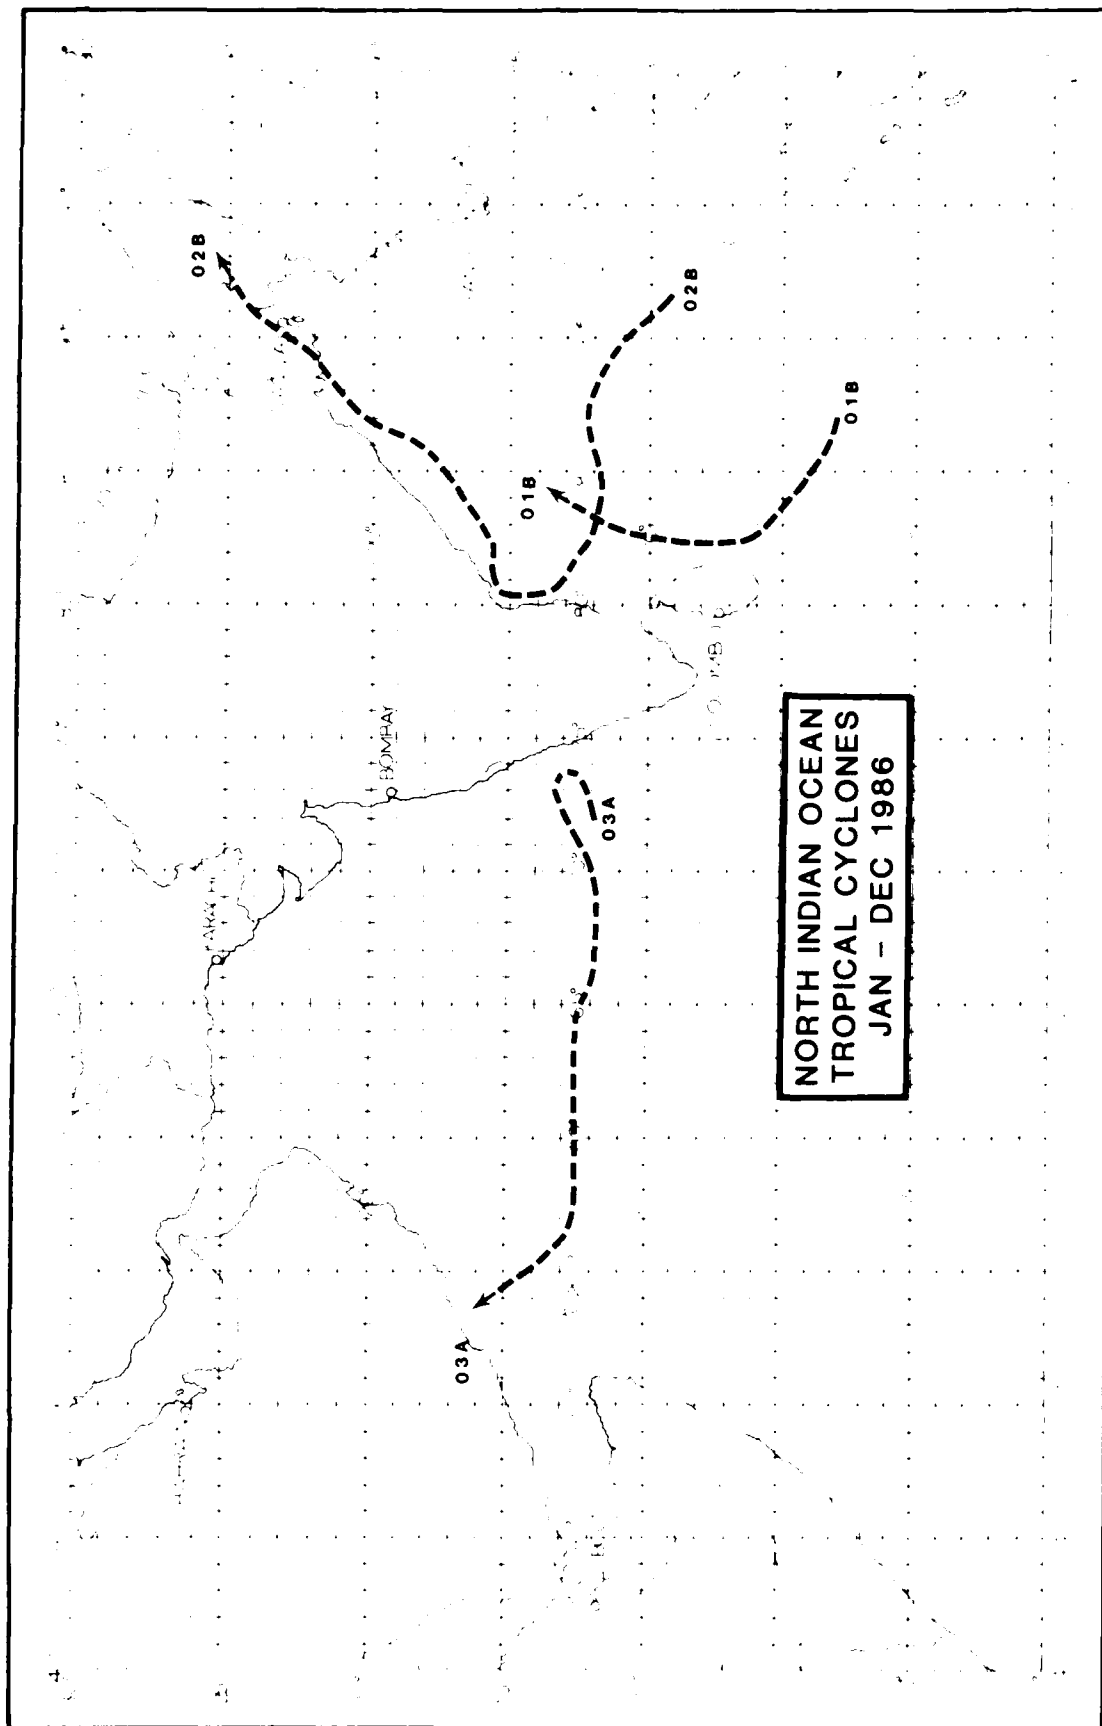 02B
02B
01B
01B
BOMBAY
03A
03A
NORTH INDIAN OCEAN
TROPICAL CYCLONES
JAN – DEC 1986